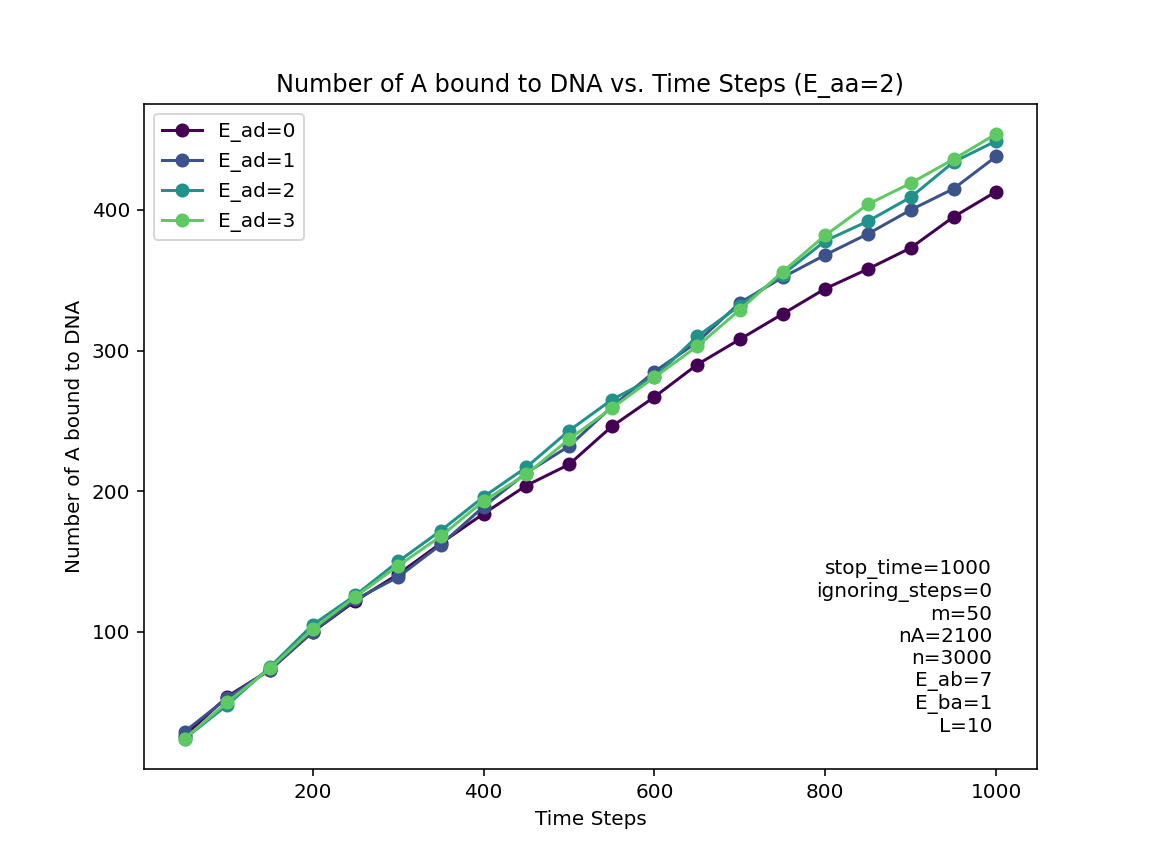 Number of A bound to DNA vs. Time Steps (E_aa=2)
E_ad=0
E_ad=1
E_ad=2
E_ad=3
Number of A bound to DNA
400
300
200
100
stop_time=1000
ignoring_steps=0
m=50
nA=2100
n=3000
E_ab=7
E_ba=1
L=10
200 400 600 800 1000
Time Steps